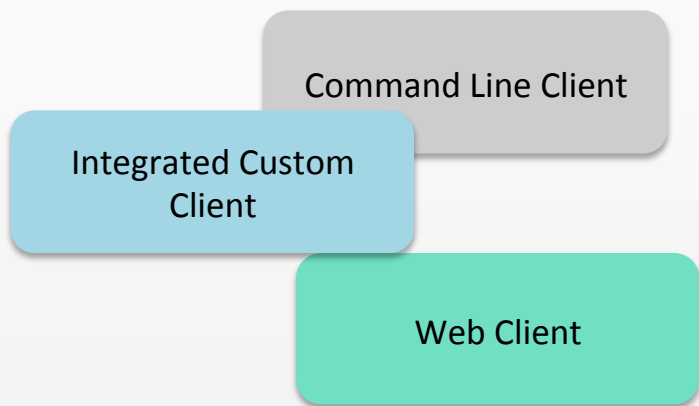 Command Line Client
Integrated Custom
Client
Web Client